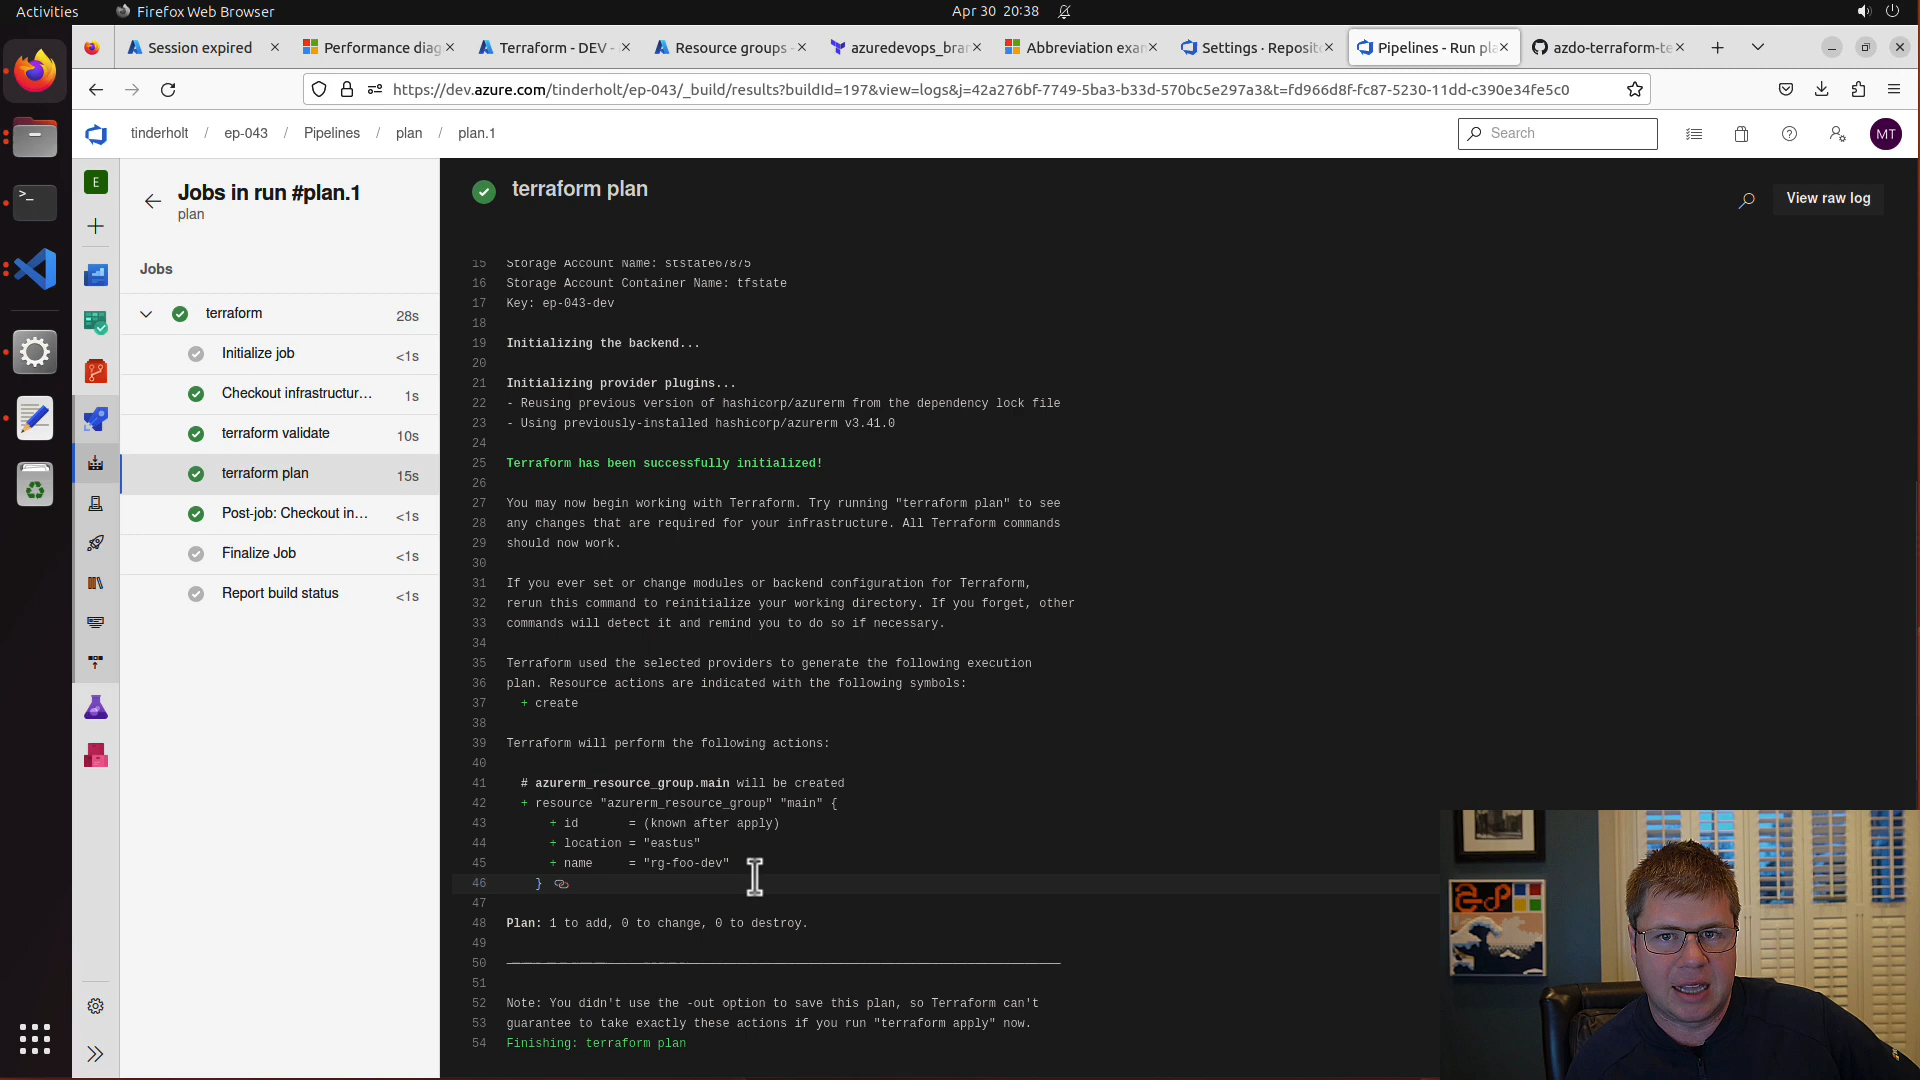 Activities
Firefox Web Browser
Apr 30 20:38
Session expired
Performance diag
Terraform - DEV -
Resource groups -
azuredevops_bra
Abbreviation exa
Settings · Reposit
Pipelines - Run pla
azdo-terraform-te
https://dev.azure.com/tinderholt/ep-043/_build/results?buildId=197&view=logs&j=42a276bf-7749-5ba3-b33d-570bc5e297a3&t=fd966d8f-fc87-5230-11dd-c390e34fe5c0
tinderholt / ep-043 / Pipelines / plan / plan.1
Search
MT
E
Jobs in run #plan.1
plan
Jobs
terraform 28s
Initialize job <1s
Checkout infrastructur... 1s
terraform validate 10s
terraform plan 15s
Post-job: Checkout in... <1s
Finalize Job <1s
Report build status <1s
terraform plan
View raw log
15 Storage Account Name: ststate67875
16 Storage Account Container Name: tfstate
17 Key: ep-043-dev
18
19 Initializing the backend...
20
21 Initializing provider plugins...
22 - Reusing previous version of hashicorp/azurerm from the dependency lock file
23 - Using previously-installed hashicorp/azurerm v3.41.0
24
25 Terraform has been successfully initialized!
26
27 You may now begin working with Terraform. Try running "terraform plan" to see
28 any changes that are required for your infrastructure. All Terraform commands
29 should now work.
30
31 If you ever set or change modules or backend configuration for Terraform,
32 rerun this command to reinitialize your working directory. If you forget, other
33 commands will detect it and remind you to do so if necessary.
34
35 Terraform used the selected providers to generate the following execution
36 plan. Resource actions are indicated with the following symbols:
37 + create
38
39 Terraform will perform the following actions:
40
41 # azurerm_resource_group.main will be created
42 + resource "azurerm_resource_group" "main" {
43 + id = (known after apply)
44 + location = "eastus"
45 + name = "rg-foo-dev"
46 }
47
48 Plan: 1 to add, 0 to change, 0 to destroy.
49
50
51
52 Note: You didn't use the -out option to save this plan, so Terraform can't
53 guarantee to take exactly these actions if you run "terraform apply" now.
54 Finishing: terraform plan